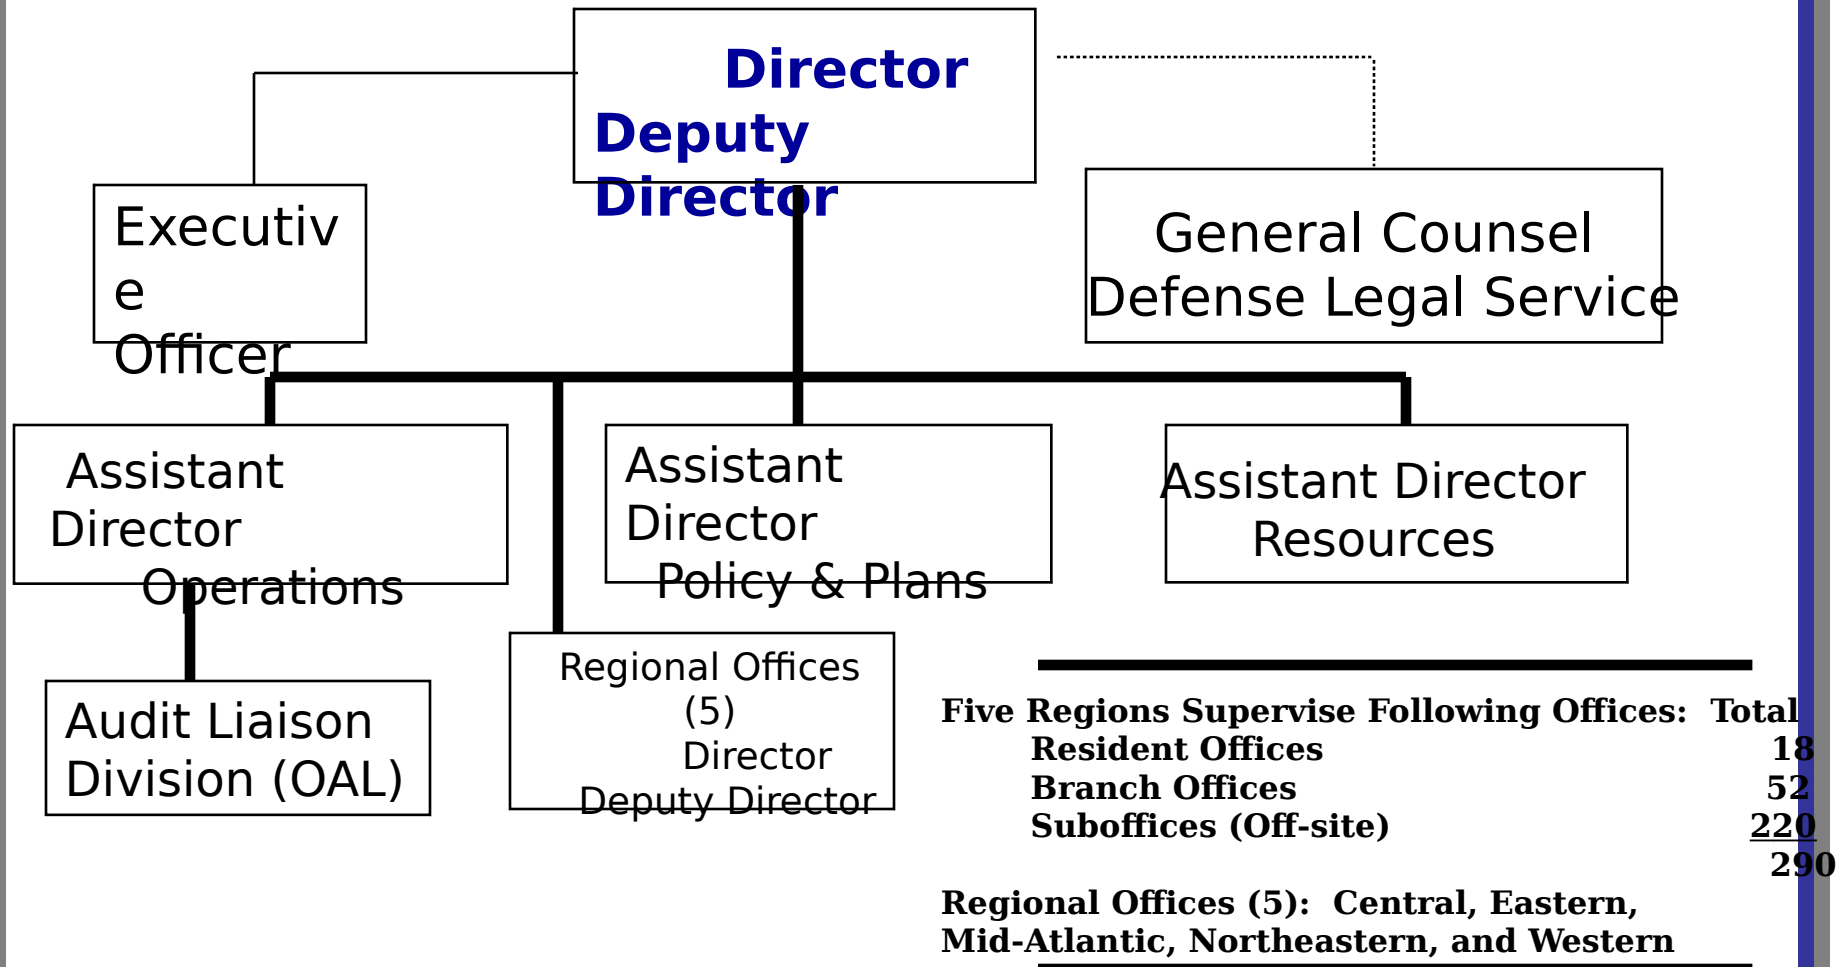 Director
Deputy
Director
Executiv
e
Officer
General Counsel
Defense Legal Service
Assistant
Director
Operations
Assistant
Director
Policy & Plans
Assistant Director
Resources
Audit Liaison
Division (OAL)
Regional Offices
(5)
Director
Deputy Director
Five Regions Supervise Following Offices: Total
Resident Offices 18
Branch Offices 52
Suboffices (Off-site) 220
290
Regional Offices (5): Central, Eastern,
Mid-Atlantic, Northeastern, and Western